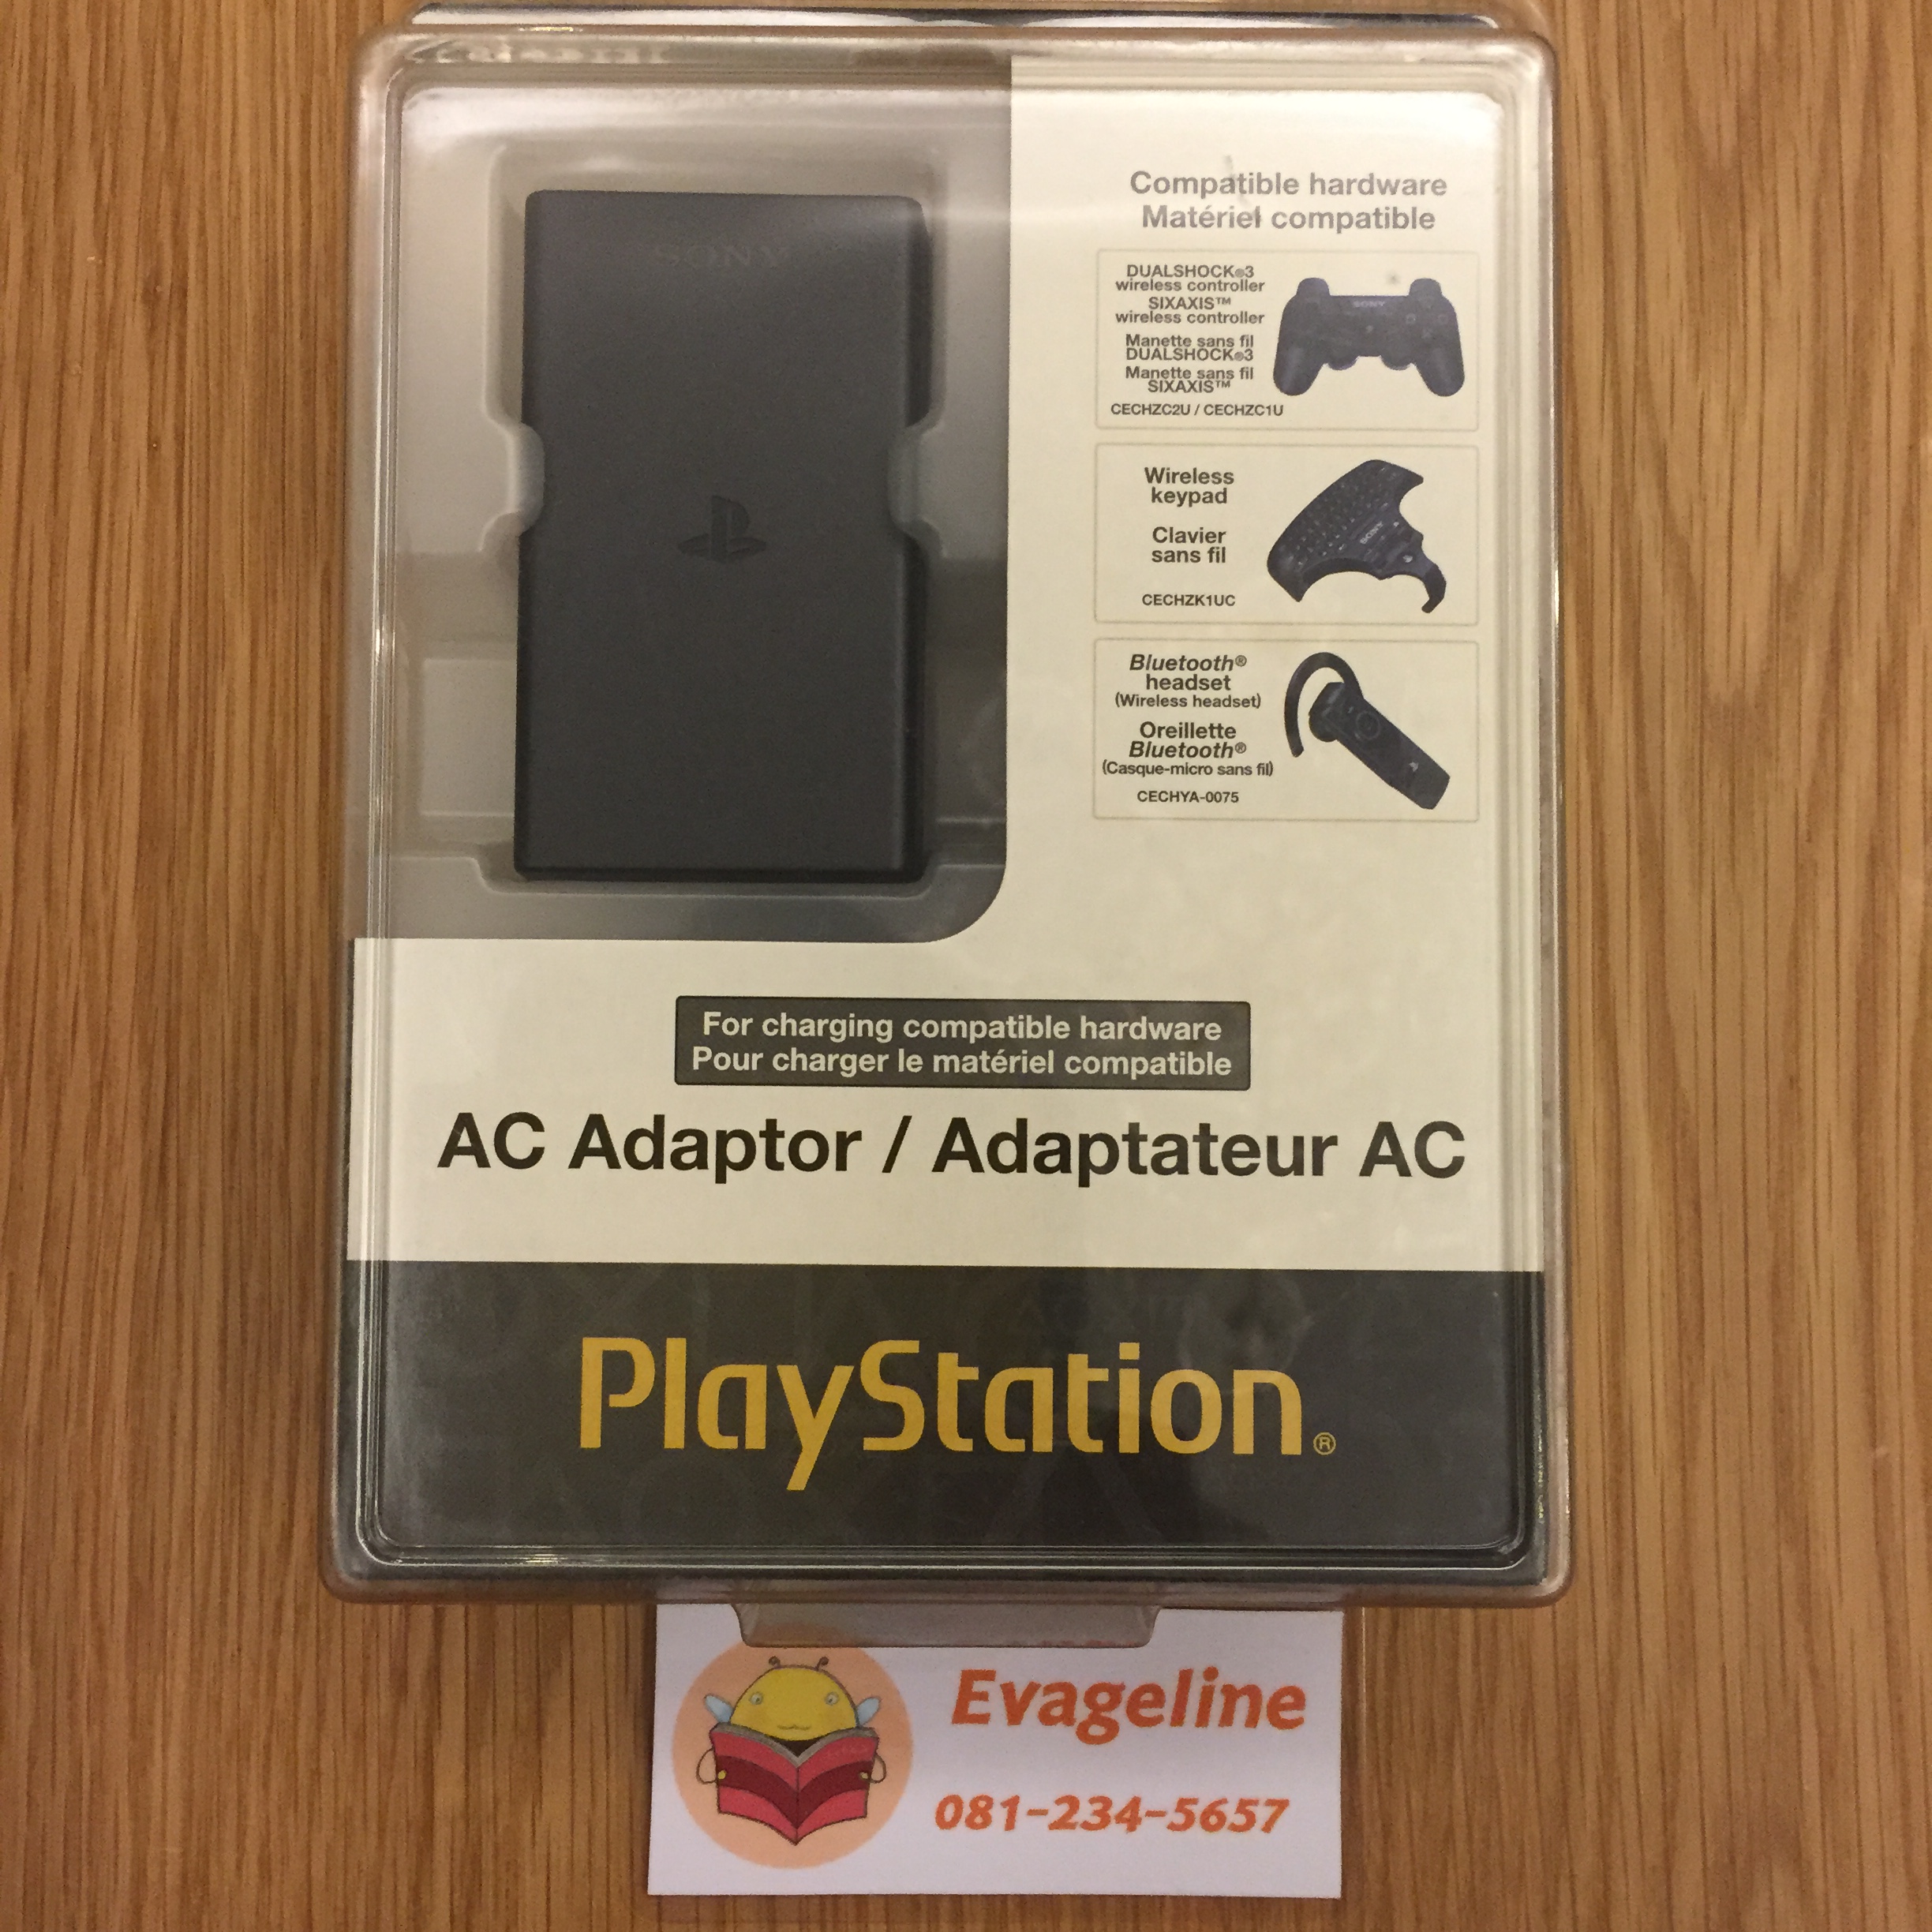 SONY
Compatible hardware
Matériel compatible
DUALSHOCK®3
wireless controller
SIXAXIS™
wireless controller
Manette sans fil
DUALSHOCK®3
Manette sans fil
SIXAXIS™
CECHZC2U / CECHZC1U
SONY
Wireless
keypad
Clavier
sans fil
CECHZK1UC
SONY
Bluetooth®
headset
(Wireless headset)
Oreillette
Bluetooth®
(Casque-micro sans fil)
CECHYA-0075
For charging compatible hardware
Pour charger le matériel compatible
AC Adaptor / Adaptateur AC
PlayStation®
Evageline
081-234-5657